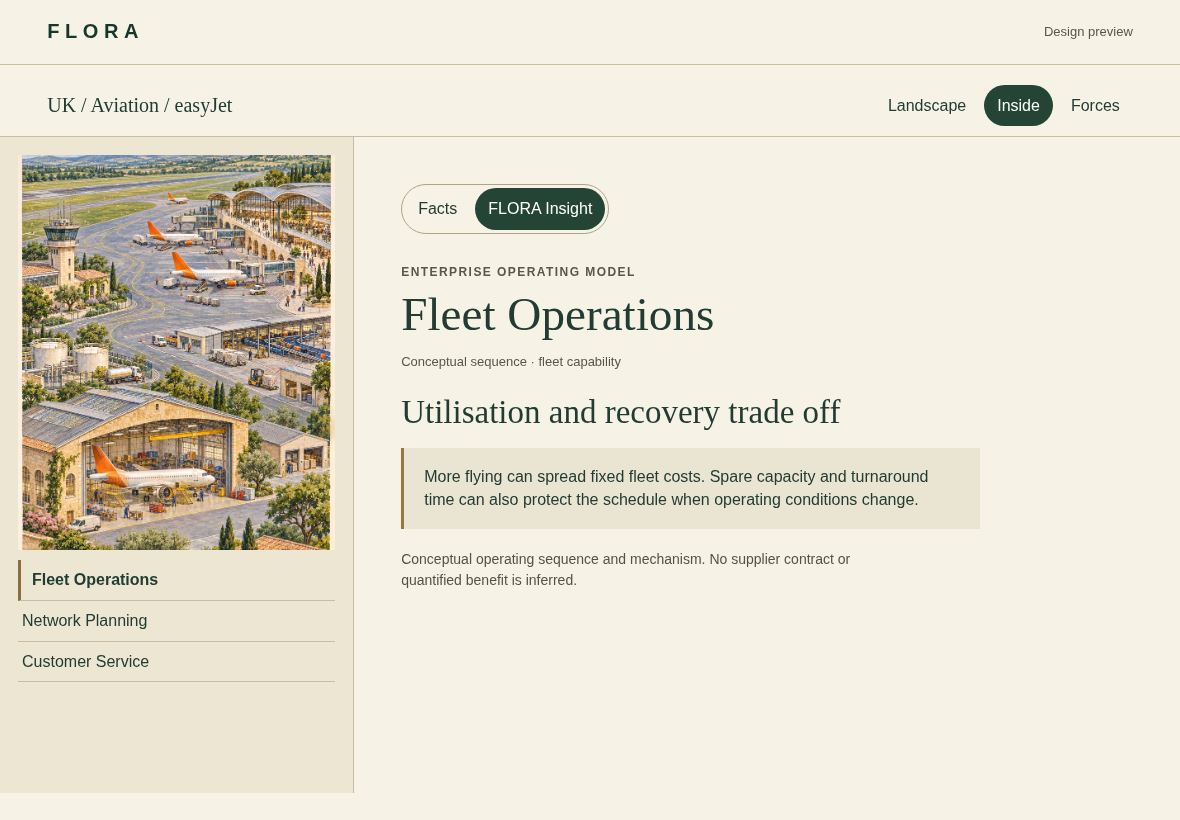 FLORA
Design preview
UK / Aviation / easyJet
Landscape
Inside
Forces
Fleet Operations
Network Planning
Customer Service
Facts
FLORA Insight
ENTERPRISE OPERATING MODEL
Fleet Operations
Conceptual sequence · fleet capability
Utilisation and recovery trade off
More flying can spread fixed fleet costs. Spare capacity and turnaround
time can also protect the schedule when operating conditions change.
Conceptual operating sequence and mechanism. No supplier contract or
quantified benefit is inferred.